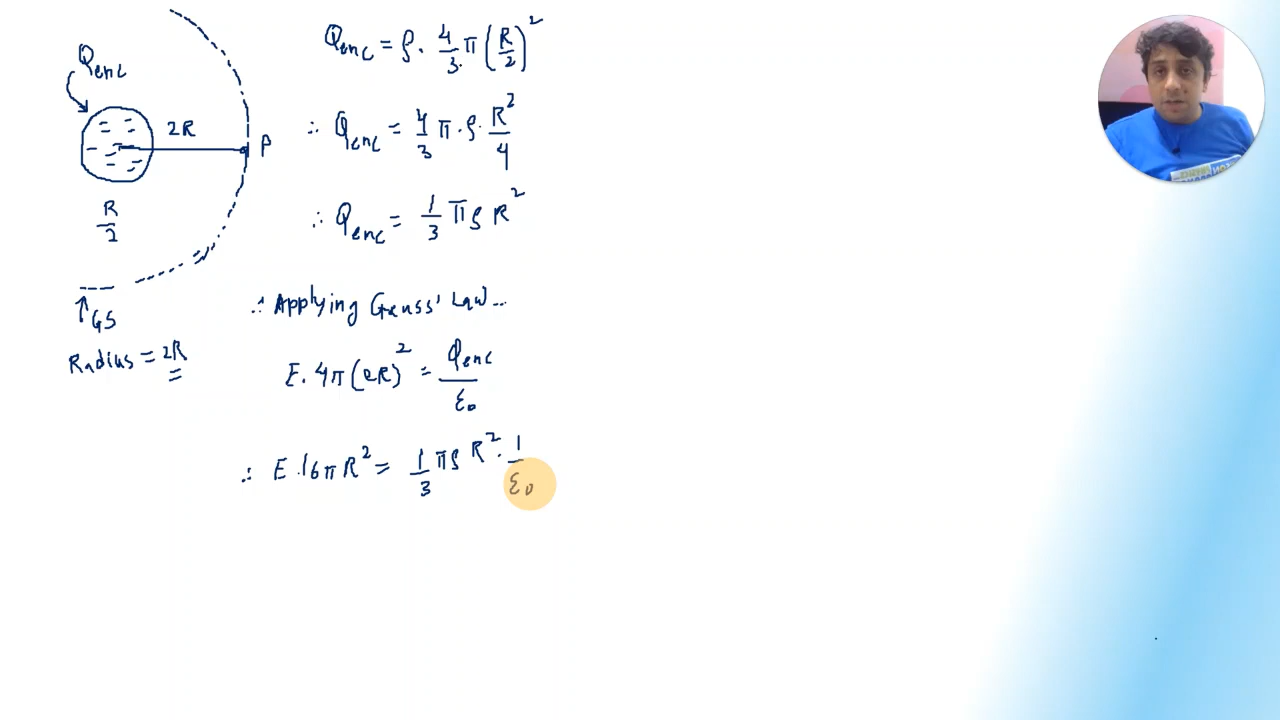 Qenc
2R
P
R/2
GS
Radius = 2R
Qenc = ρ. 4/3 π (R/2)²
∴ Qenc = 4/3 π . ρ . R²/4
∴ Qenc = 1/3 π ρ R²
∴ Applying Gauss' Law ...
E. 4π (2R)² = Qenc/ε₀
∴ E . 16 π R² = 1/3 π ρ R² . 1/ε₀